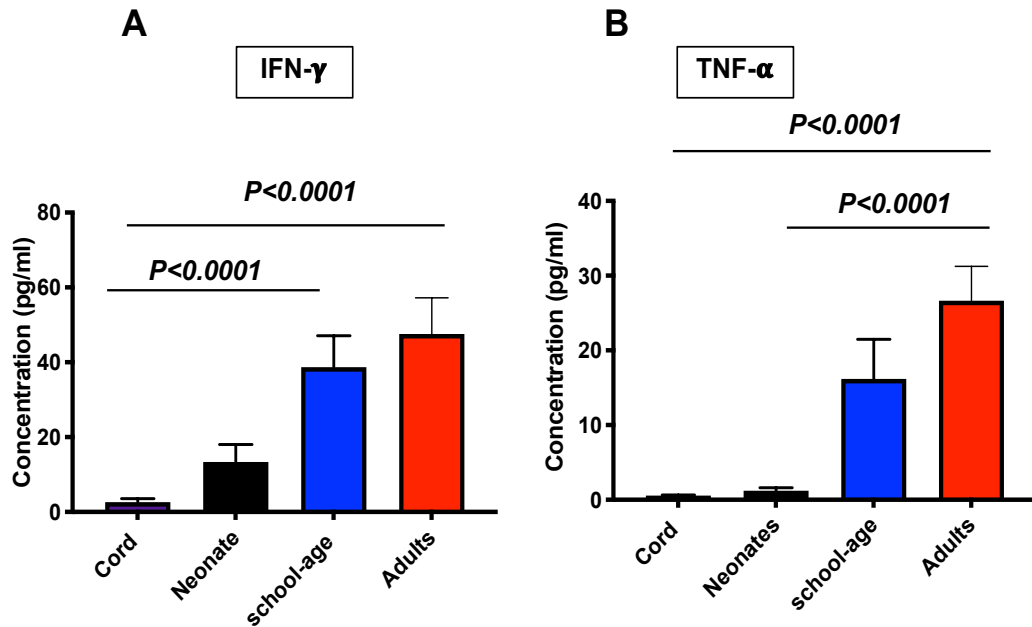 A
IFN-γ
P<0.0001
P<0.0001
Concentration (pg/ml)
80
60
40
20
0
Cord
Neonate
school-age
Adults
B
TNF-α
P<0.0001
P<0.0001
Concentration (pg/ml)
40
30
20
10
0
Cord
Neonates
school-age
Adults